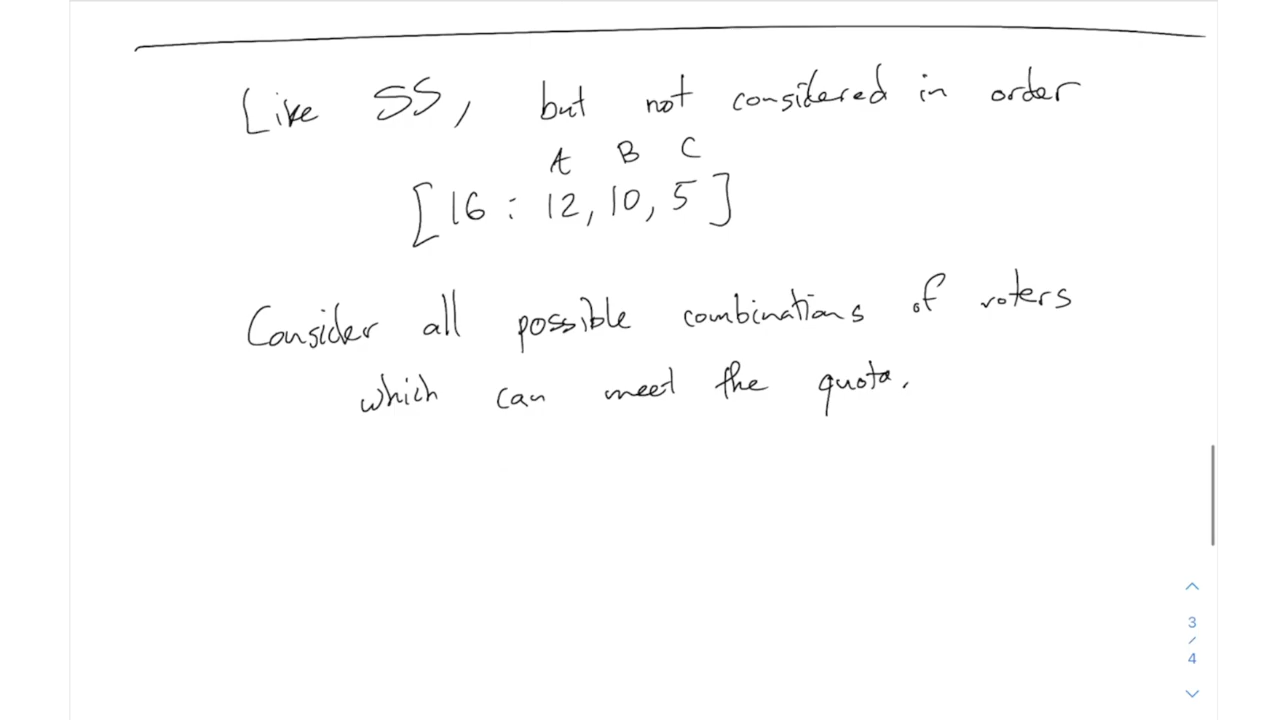 Like SS, but not considered in order
A B C
[16 : 12, 10, 5]
Consider all possible combinations of voters
which can meet the quota.
3
/
4